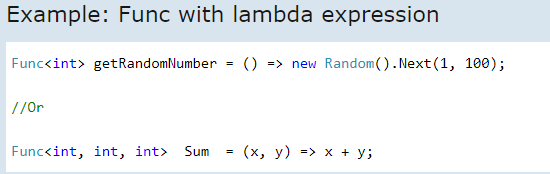 Example: Func with lambda expression
Func<int> getRandomNumber = () => new Random().Next(1, 100);
//Or
Func<int, int, int>  Sum  = (x, y) => x + y;